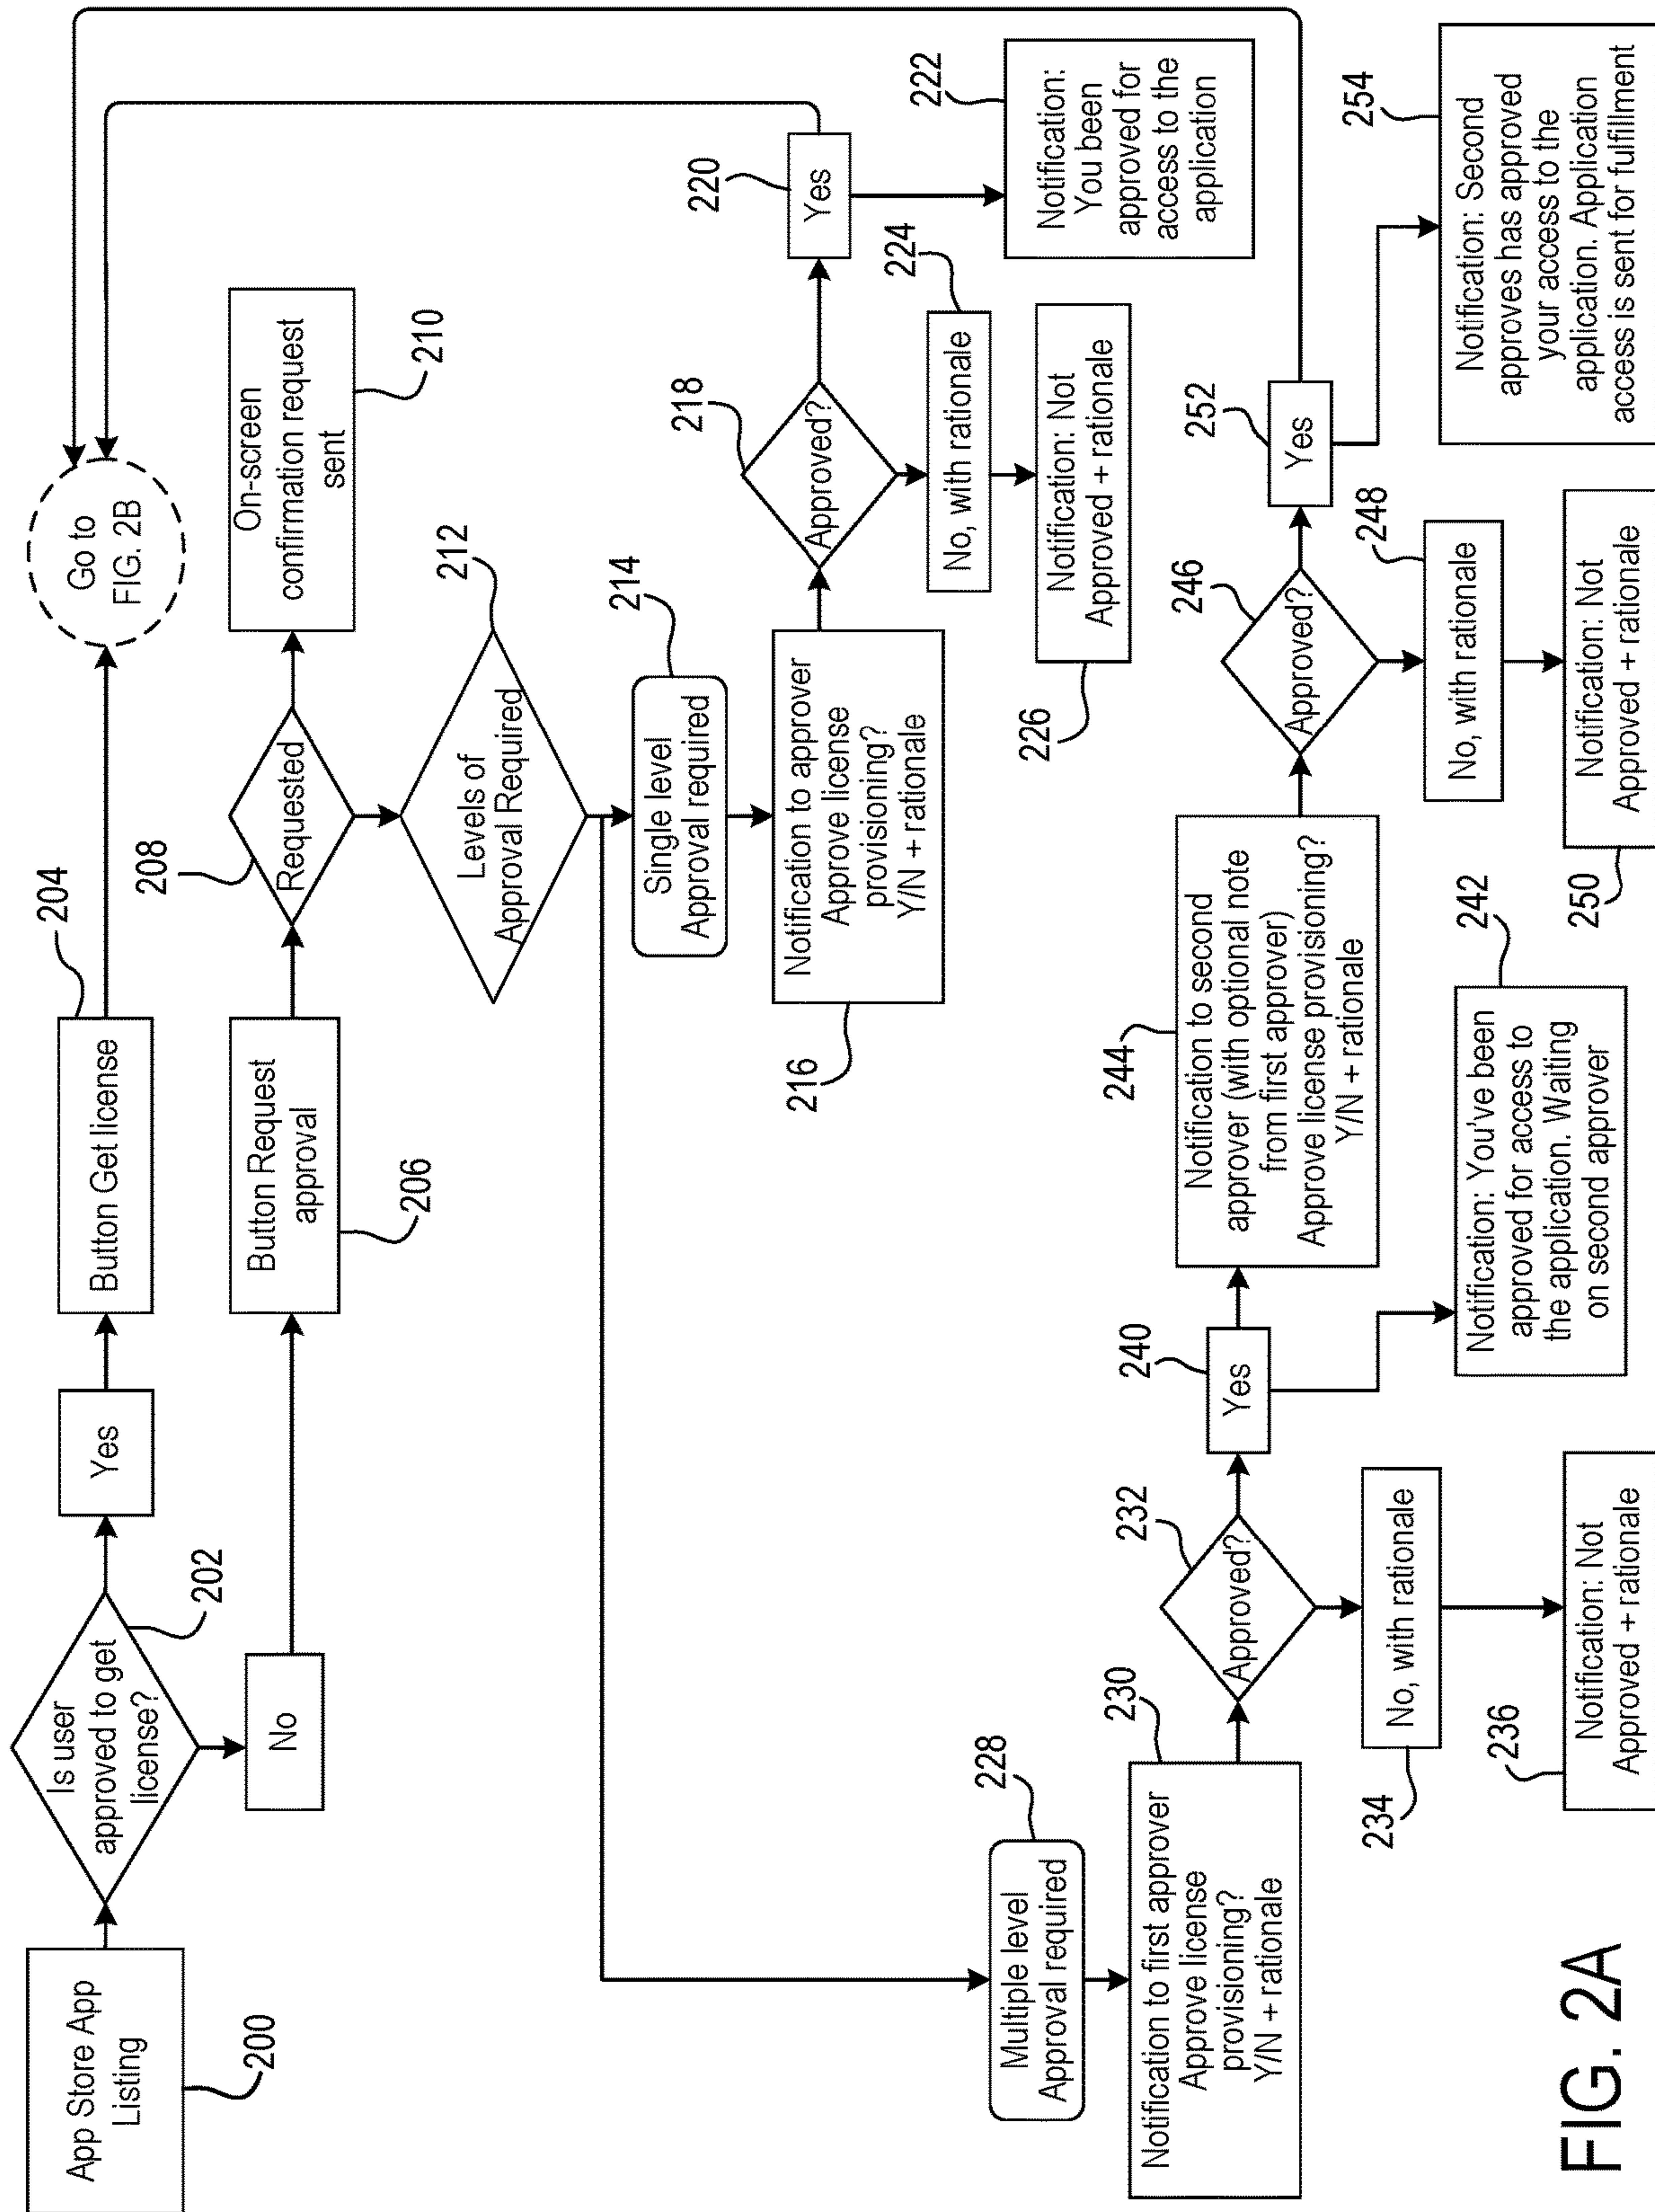 App Store App
Listing
200
Is user
approved to get
license?
202
Yes
No
Button Get license
204
Go to
FIG. 2B
Button Request
approval
206
Requested
208
On-screen
confirmation request
sent
210
Levels of
Approval Required
212
Single level
Approval required
214
Notification to approver
Approve license
provisioning?
Y/N + rationale
216
Approved?
218
Yes
220
Notification:
You been
approved for
access to the
application
222
No, with rationale
224
Notification: Not
Approved + rationale
226
Multiple level
Approval required
228
Notification to first approver
Approve license
provisioning?
Y/N + rationale
230
Approved?
232
No, with rationale
234
Notification: Not
Approved + rationale
236
Yes
240
Notification: You've been
approved for access to
the application. Waiting
on second approver
242
Notification to second
approver (with optional note
from first approver)
Approve license provisioning?
Y/N + rationale
244
Approved?
246
No, with rationale
248
Notification: Not
Approved + rationale
250
Yes
252
Notification: Second
approves has approved
your access to the
application. Application
access is sent for fulfillment
254
FIG. 2A